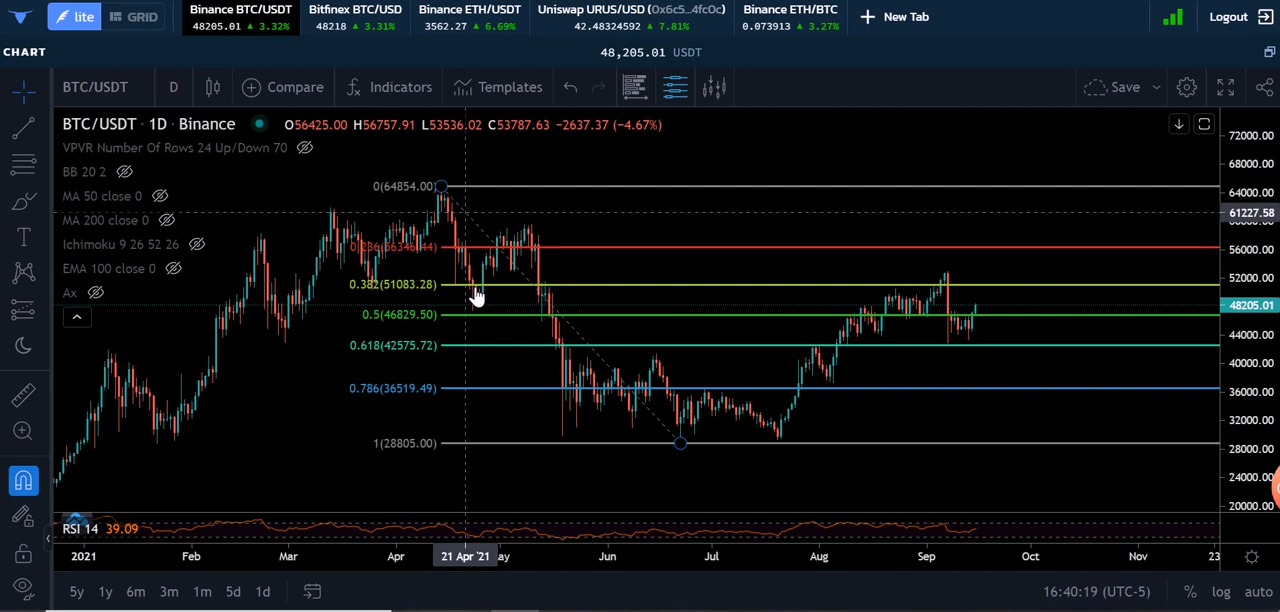 lite
GRID
Binance BTC/USDT
48205.01 ▲ 3.32%
Bitfinex BTC/USD
48218 ▲ 3.31%
Binance ETH/USDT
3562.27 ▲ 6.69%
Uniswap URUS/USD (0x6c5...4fc0c)
42.48324592 ▲ 7.81%
Binance ETH/BTC
0.073913 ▲ 3.27%
New Tab
Logout
CHART
48,205.01 USDT
BTC/USDT
D
Compare
Indicators
Templates
Save
BTC/USDT · 1D · Binance
O56425.00 H56757.91 L53536.02 C53787.63 −2637.37 (−4.67%)
VPVR Number Of Rows 24 Up/Down 70
BB 20 2
MA 50 close 0
MA 200 close 0
Ichimoku 9 26 52 26
EMA 100 close 0
Ax
0(64854.00)
0.236(56346.44)
0.382(51083.28)
0.5(46829.50)
0.618(42575.72)
0.786(36519.49)
1(28805.00)
72000.00
68000.00
64000.00
61227.58
60000.00
56000.00
52000.00
48205.01
44000.00
40000.00
36000.00
32000.00
28000.00
24000.00
20000.00
RSI 14 39.09
2021 Feb Mar Apr 21 Apr '21 Jun Jul Aug Sep Oct Nov 23
5y 1y 6m 3m 1m 5d 1d
16:40:19 (UTC-5) % log auto